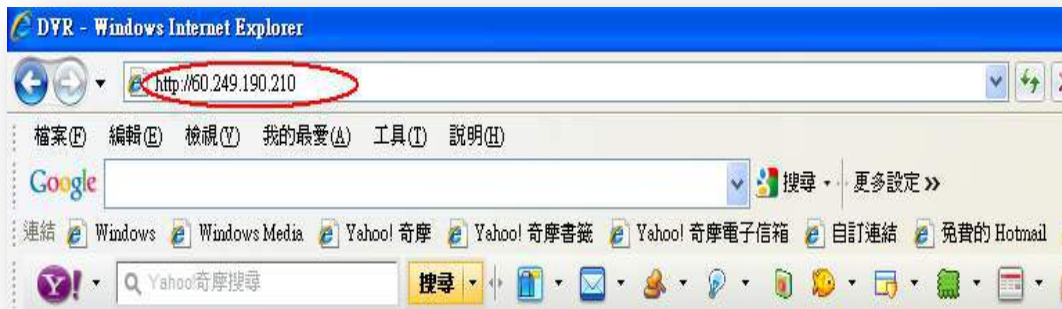 DVR - Windows Internet Explorer
http://60.249.190.210
檔案(F) 編輯(E) 檢視(V) 我的最愛(A) 工具(T) 說明(H)
Google 搜尋 更多設定 >>
連結 Windows Windows Media Yahoo! 奇摩 Yahoo! 奇摩書籤 Yahoo! 奇摩電子信箱 自訂連結 免費的 Hotmail
Y! Yahoo!奇摩搜尋 搜尋